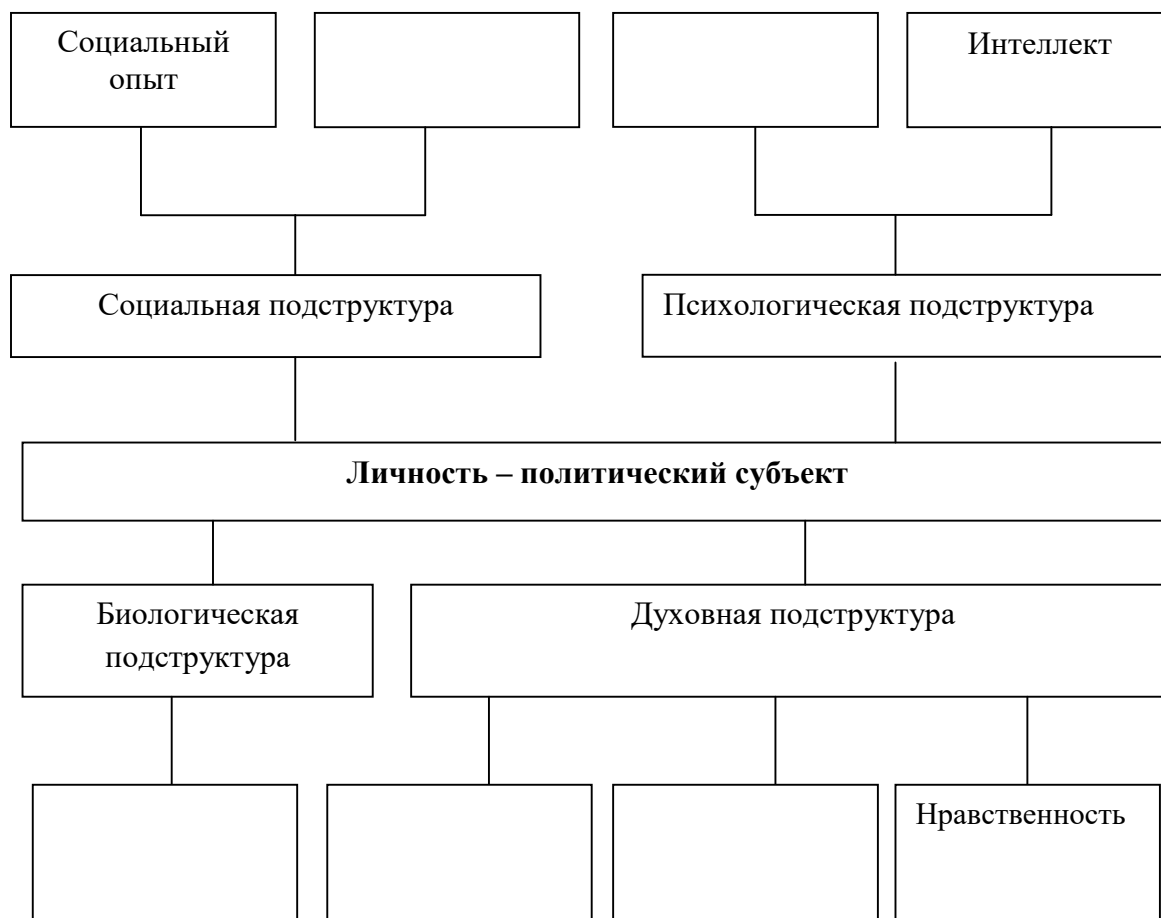 Социальный
опыт
Интеллект
Социальная подструктура
Психологическая подструктура
Личность – политический субъект
Биологическая
подструктура
Духовная подструктура
Нравственность